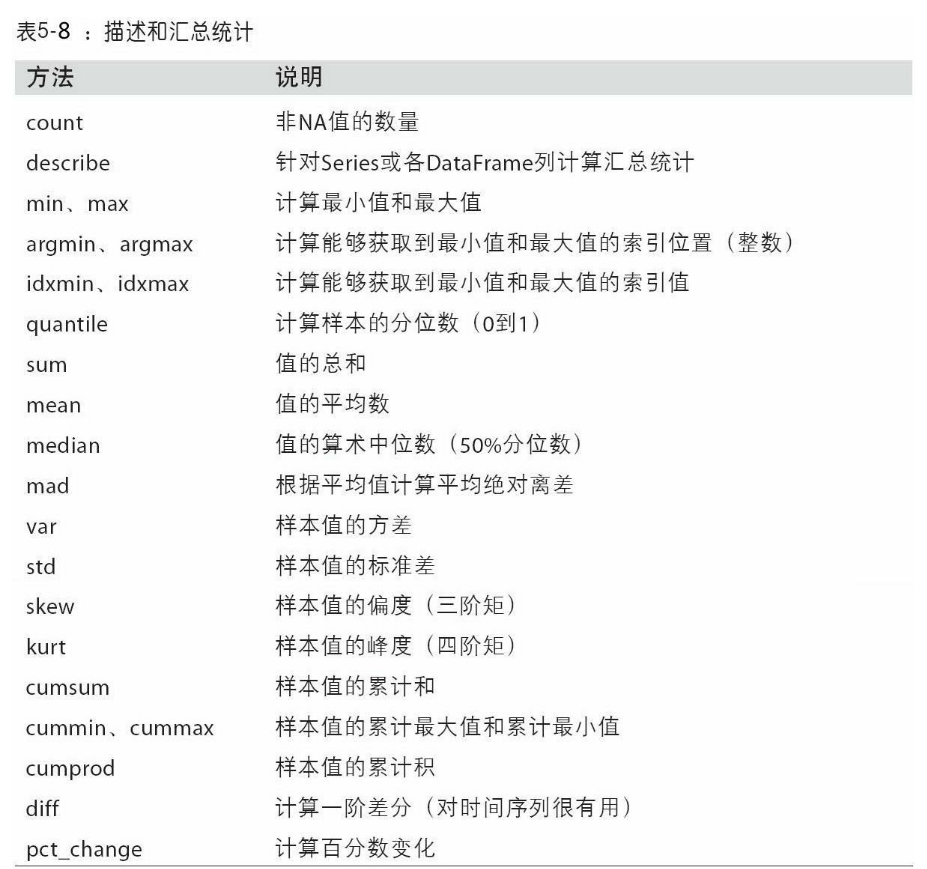 表5-8 ：描述和汇总统计
方法 说明
count 非NA值的数量
describe 针对Series或各DataFrame列计算汇总统计
min、max 计算最小值和最大值
argmin、argmax 计算能够获取到最小值和最大值的索引位置（整数）
idxmin、idxmax 计算能够获取到最小值和最大值的索引值
quantile 计算样本的分位数（0到1）
sum 值的总和
mean 值的平均数
median 值的算术中位数（50%分位数）
mad 根据平均值计算平均绝对离差
var 样本值的方差
std 样本值的标准差
skew 样本值的偏度（三阶矩）
kurt 样本值的峰度（四阶矩）
cumsum 样本值的累计和
cummin、cummax 样本值的累计最大值和累计最小值
cumprod 样本值的累计积
diff 计算一阶差分（对时间序列很有用）
pct_change 计算百分数变化